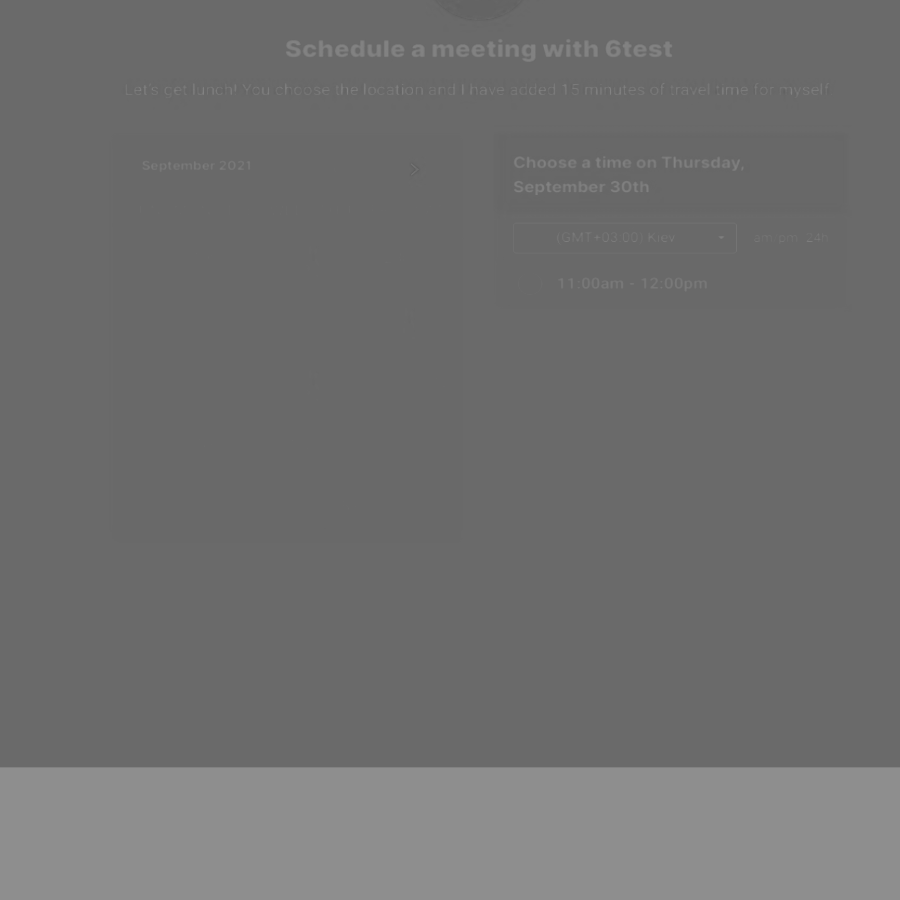 Schedule a meeting with 6test
Let's get lunch! You choose the location and I have added 15 minutes of travel time for myself.
September 2021
Choose a time on Thursday,
September 30th
(GMT+03:00) Kiev
am/pm 24h
11:00am - 12:00pm